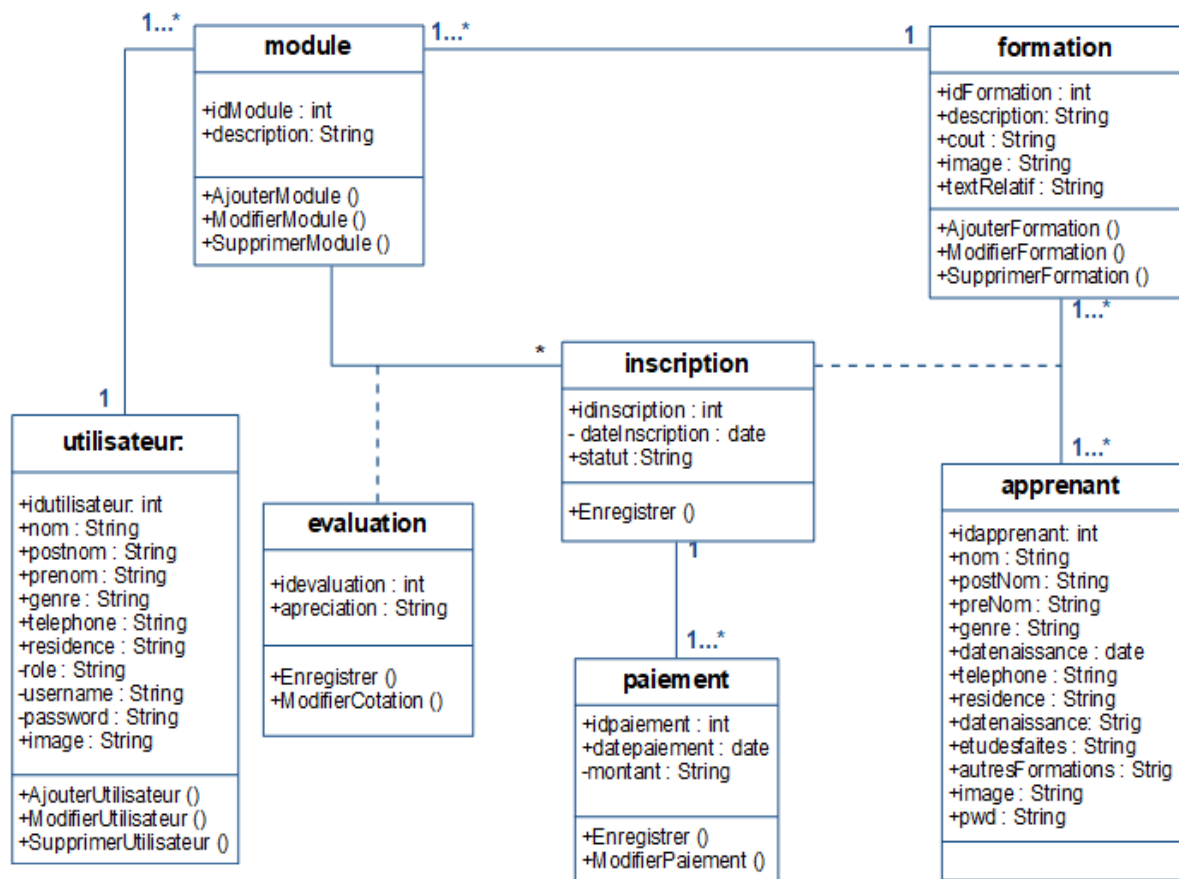 1...*
module
+idModule : int
+description: String
+AjouterModule ()
+ModifierModule ()
+SupprimerModule ()
1...*
1
formation
+idFormation : int
+description: String
+cout : String
+image : String
+textRelatif : String
+AjouterFormation ()
+ModifierFormation ()
+SupprimerFormation ()
1...*
*
inscription
+idinscription : int
- dateInscription : date
+statut :String
+Enregistrer ()
1
1
utilisateur:
+idutilisateur: int
+nom : String
+postnom : String
+prenom : String
+genre : String
+telephone : String
+residence : String
-role : String
-username : String
-password : String
+image : String
+AjouterUtilisateur ()
+ModifierUtilisateur ()
+SupprimerUtilisateur ()
evaluation
+idevaluation : int
+apreciation : String
+Enregistrer ()
+ModifierCotation ()
1...*
paiement
+idpaiement : int
+datepaiement : date
-montant : String
+Enregistrer ()
+ModifierPaiement ()
1...*
apprenant
+idapprenant: int
+nom : String
+postNom : String
+preNom : String
+genre : String
+datenaissance : date
+telephone : String
+residence : String
+datenaissance: Strig
+etudesfaites : String
+autresFormations : Strig
+image : String
+pwd : String